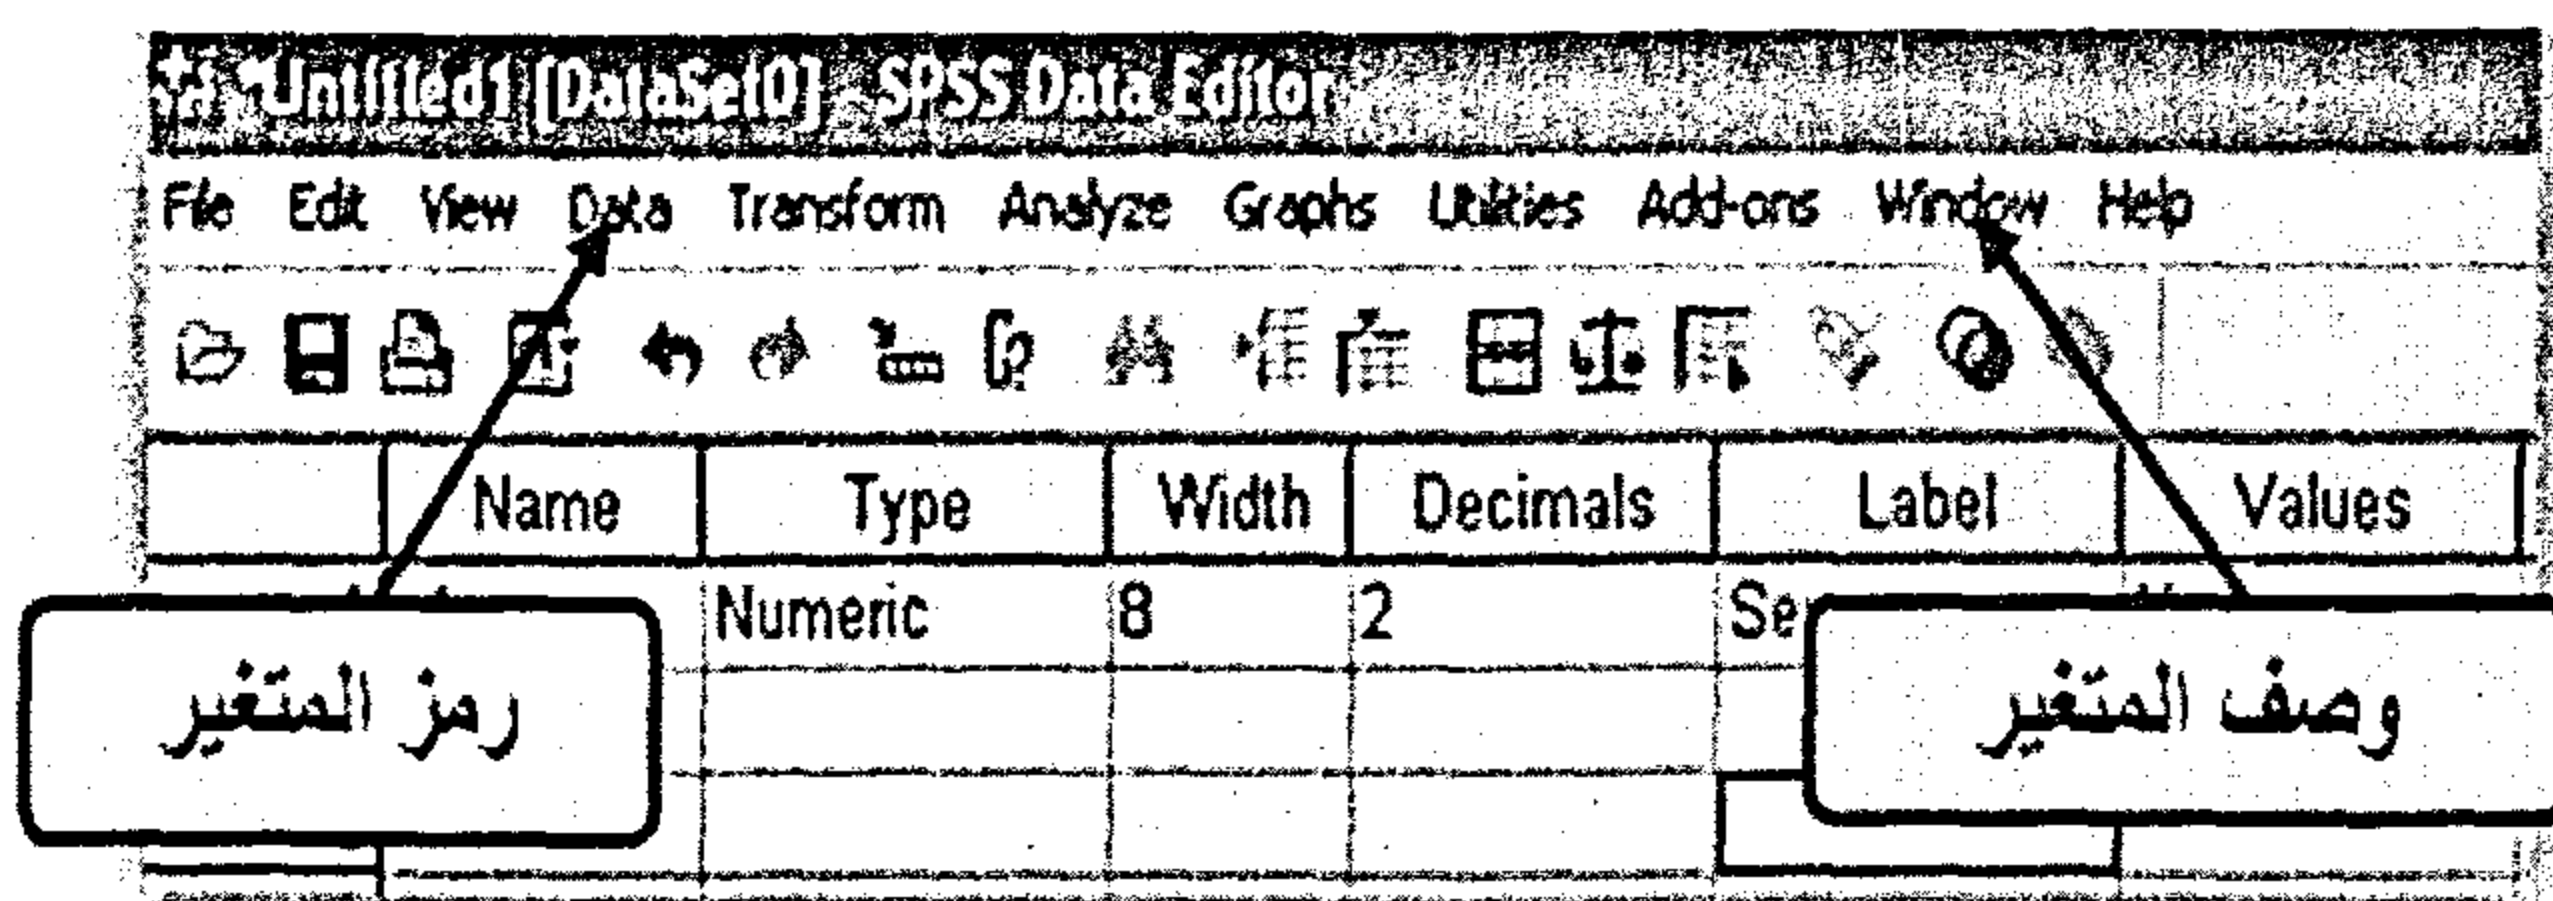 *Untitled1 [DataSet0] - SPSS Data Editor
File Edit View Data Transform Analyze Graphs Utilities Add-ons Window Help
Name Type Width Decimals Label Values
Numeric 8 2 Se
رمز المتغير
وصف المتغير